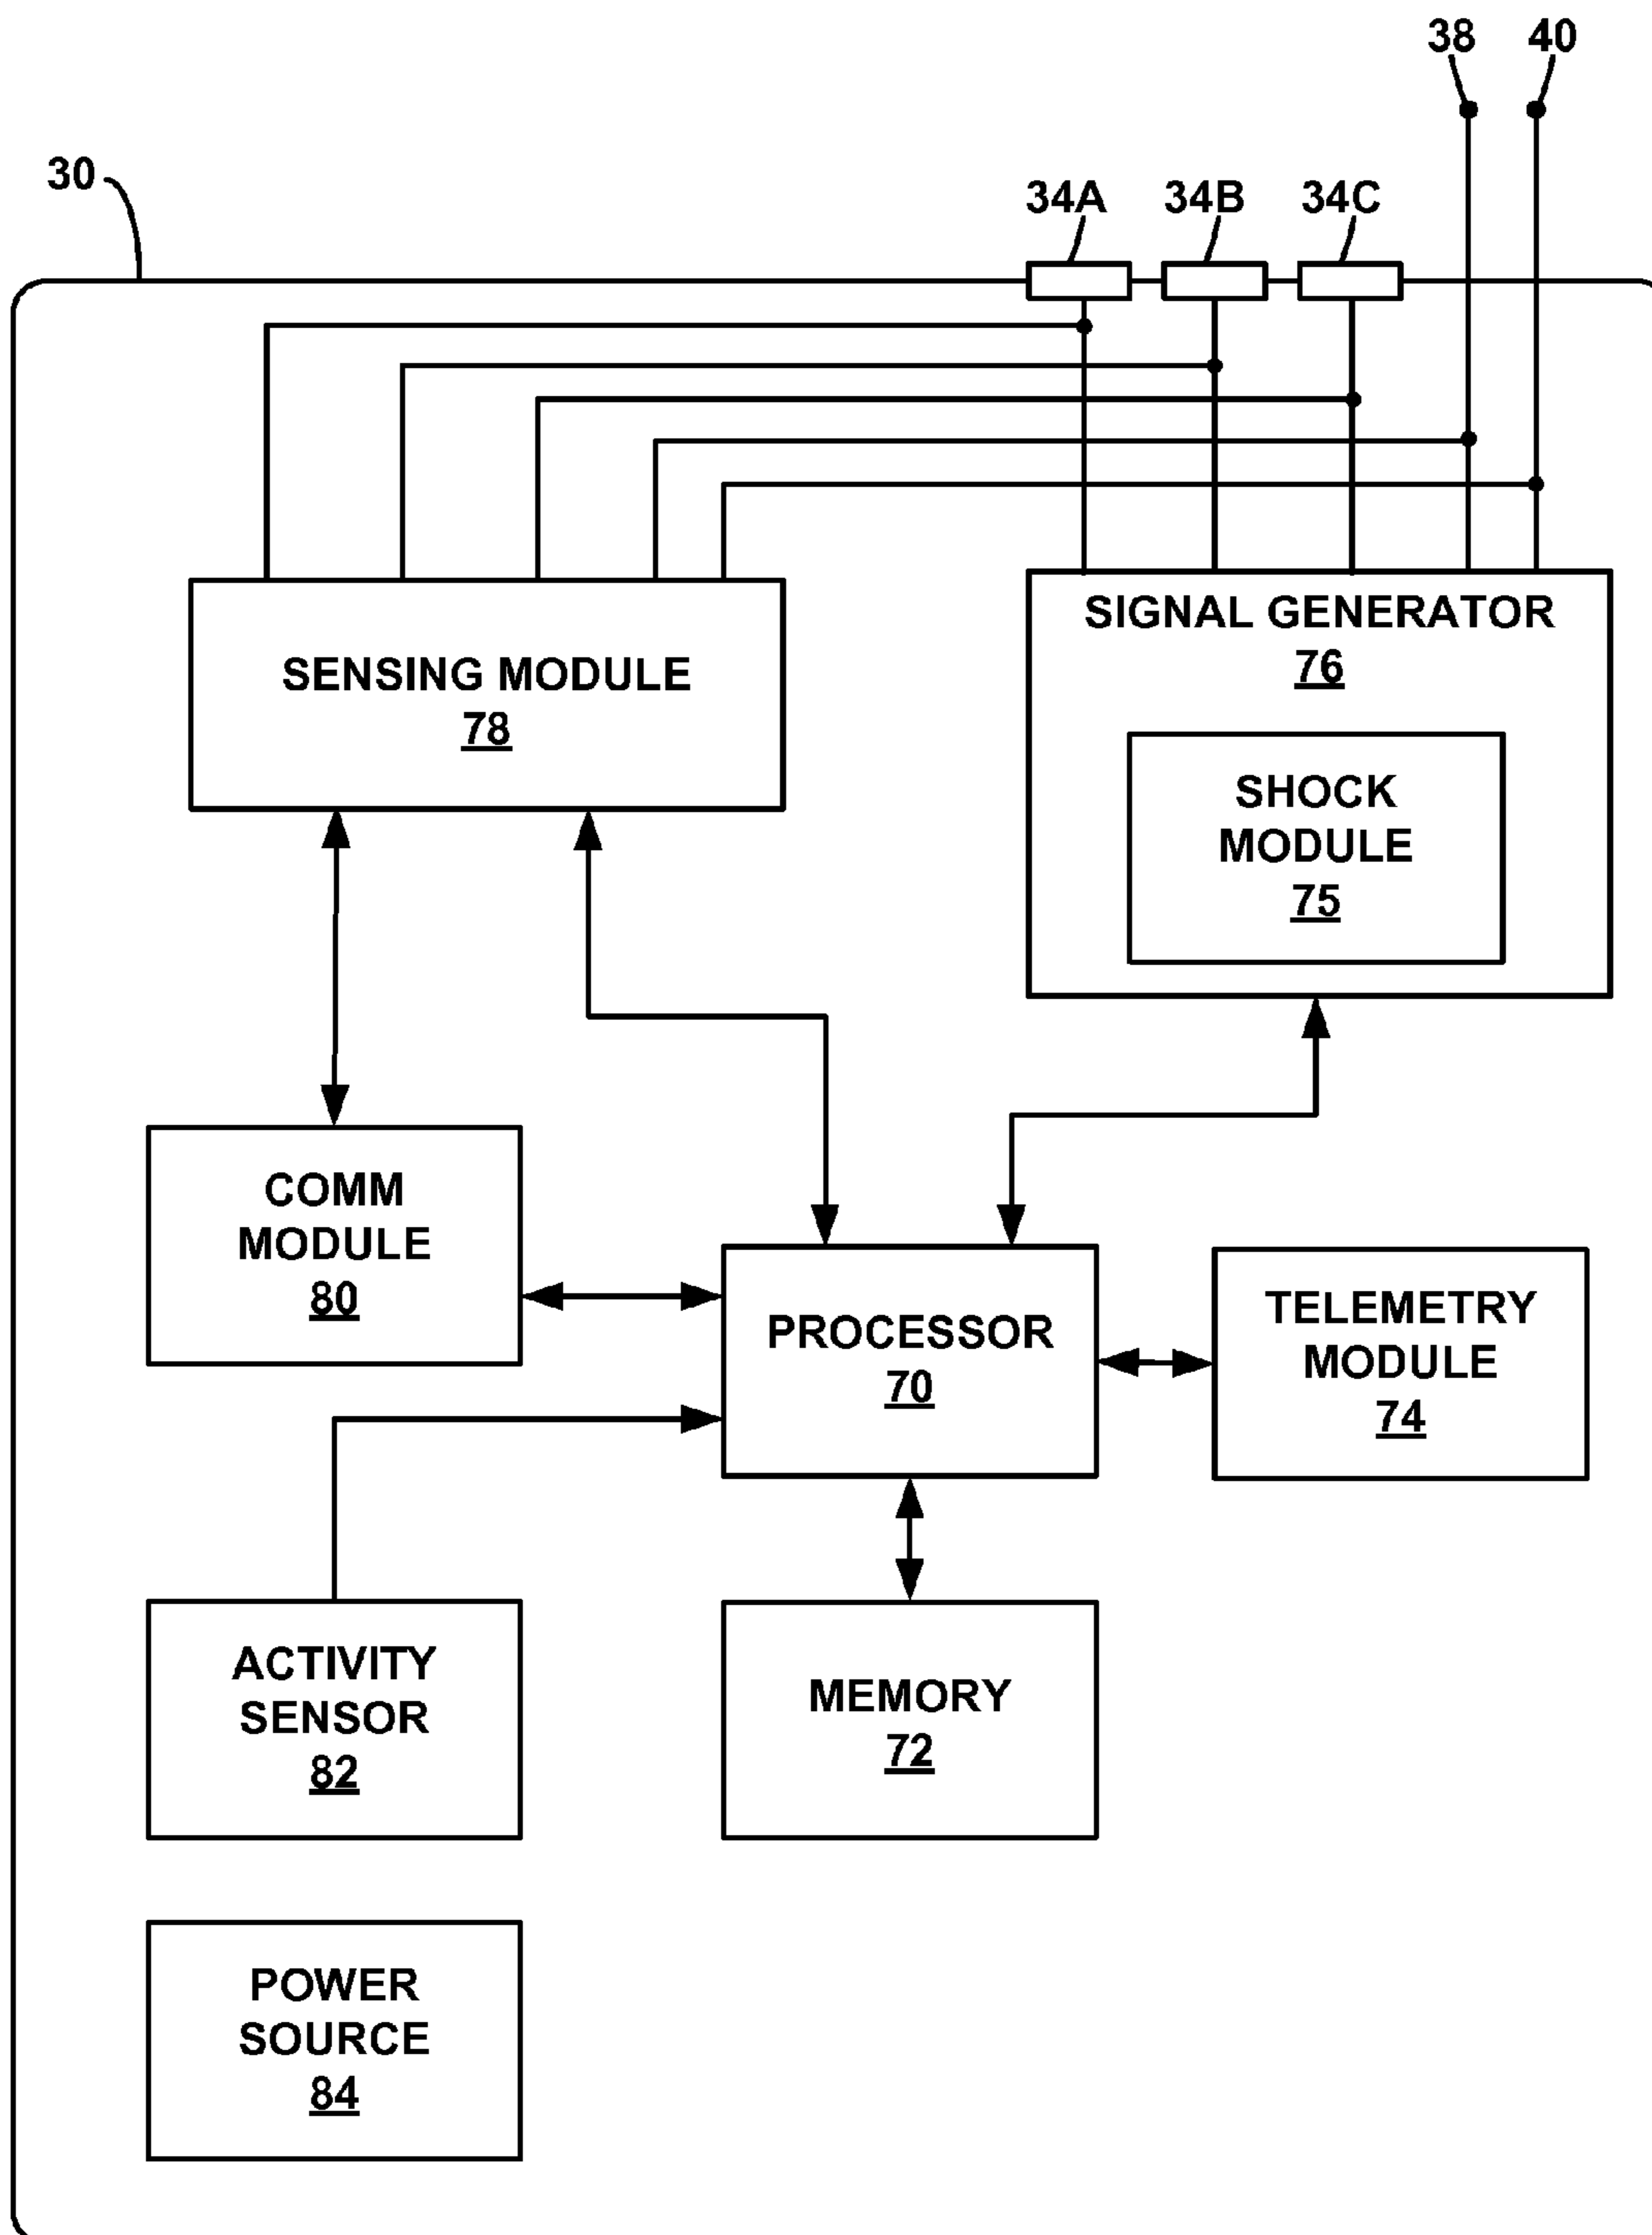 38 40
30
34A 34B 34C
SIGNAL GENERATOR
76
SENSING MODULE
78
SHOCK
MODULE
75
COMM
MODULE
80
PROCESSOR
70
TELEMETRY
MODULE
74
ACTIVITY
SENSOR
82
MEMORY
72
POWER
SOURCE
84